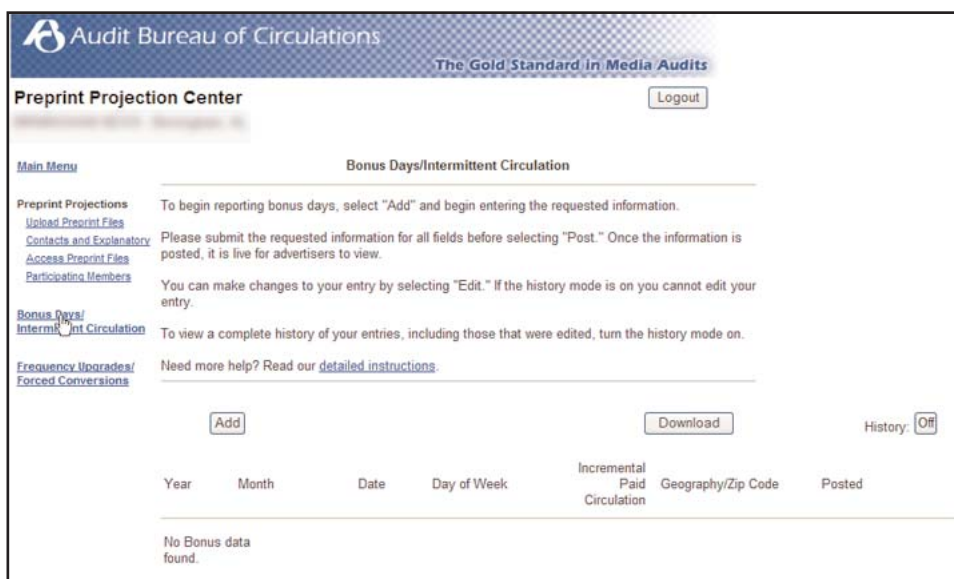 Audit Bureau of Circulations
The Gold Standard in Media Audits
Preprint Projection Center
Logout
Main Menu
Preprint Projections
Upload Preprint Files
Contacts and Explanatory
Access Preprint Files
Participating Members
Bonus Days/
Intermittent Circulation
Frequency Upgrades/
Forced Conversions
Bonus Days/Intermittent Circulation
To begin reporting bonus days, select "Add" and begin entering the requested information.
Please submit the requested information for all fields before selecting "Post." Once the information is
posted, it is live for advertisers to view.
You can make changes to your entry by selecting "Edit." If the history mode is on you cannot edit your
entry.
To view a complete history of your entries, including those that were edited, turn the history mode on.
Need more help? Read our detailed instructions.
Add
Download
History: Off
Year Month Date Day of Week Incremental
Paid
Circulation Geography/Zip Code Posted
No Bonus data
found.